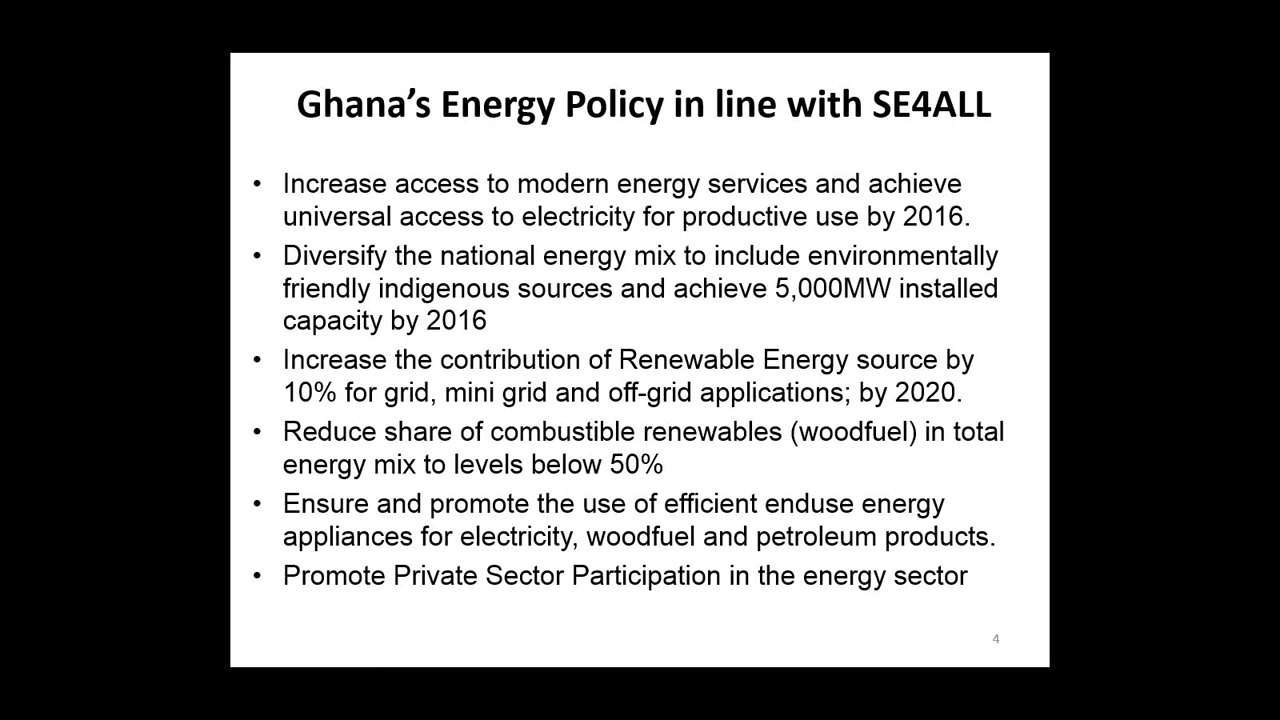 Ghana’s Energy Policy in line with SE4ALL
• Increase access to modern energy services and achieve
universal access to electricity for productive use by 2016.
• Diversify the national energy mix to include environmentally
friendly indigenous sources and achieve 5,000MW installed
capacity by 2016
• Increase the contribution of Renewable Energy source by
10% for grid, mini grid and off-grid applications; by 2020.
• Reduce share of combustible renewables (woodfuel) in total
energy mix to levels below 50%
• Ensure and promote the use of efficient enduse energy
appliances for electricity, woodfuel and petroleum products.
• Promote Private Sector Participation in the energy sector
4